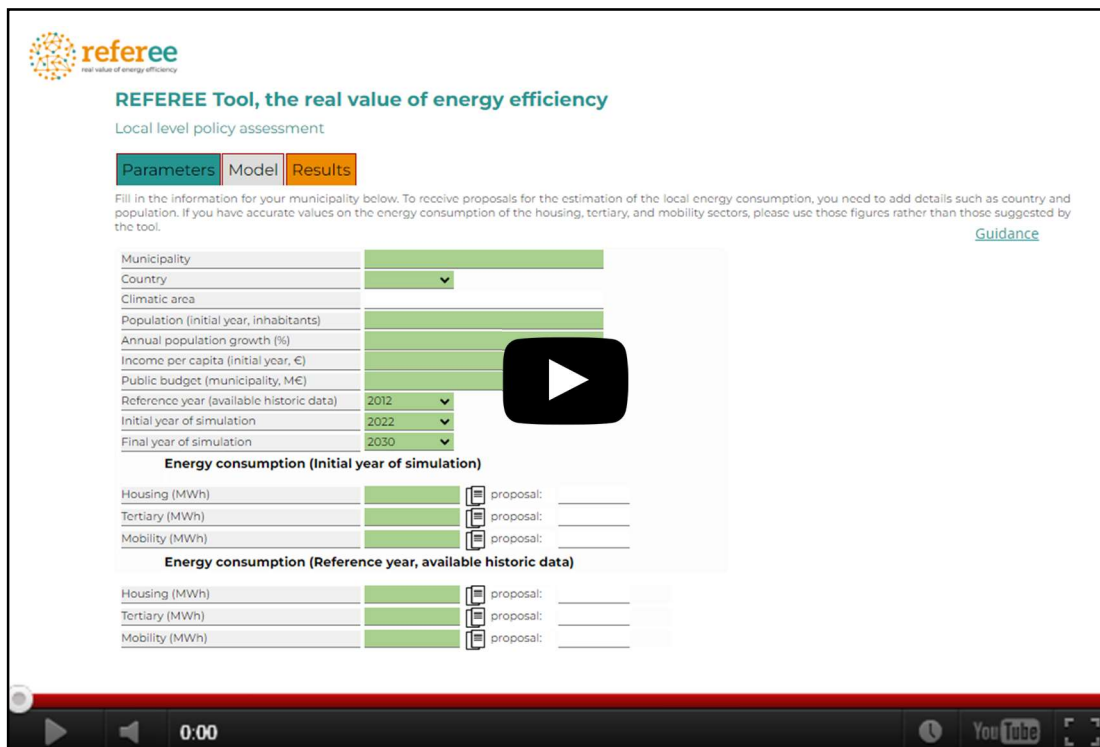 referee
real value of energy efficiency
REFEREE Tool, the real value of energy efficiency
Local level policy assessment
Parameters Model Results
Fill in the information for your municipality below. To receive proposals for the estimation of the local energy consumption, you need to add details such as country and
population. If you have accurate values on the energy consumption of the housing, tertiary, and mobility sectors, please use those figures rather than those suggested by
the tool.
Guidance
Municipality
Country
Climatic area
Population (initial year, inhabitants)
Annual population growth (%)
Income per capita (initial year, €)
Public budget (municipality, M€)
Reference year (available historic data) 2012
Initial year of simulation 2022
Final year of simulation 2030
Energy consumption (Initial year of simulation)
Housing (MWh) proposal:
Tertiary (MWh) proposal:
Mobility (MWh) proposal:
Energy consumption (Reference year, available historic data)
Housing (MWh) proposal:
Tertiary (MWh) proposal:
Mobility (MWh) proposal:
0:00 YouTube